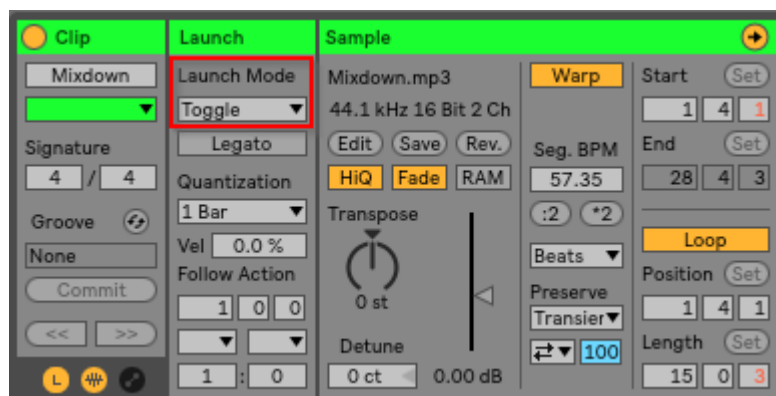 Clip
Mixdown
Signature
4 / 4
Groove
None
Commit
<< >>
L
Launch
Launch Mode
Toggle
Legato
Quantization
1 Bar
Vel 0.0 %
Follow Action
1 0 0
1 : 0
Sample
Mixdown.mp3
44.1 kHz 16 Bit 2 Ch
Edit Save Rev.
HiQ Fade RAM
Transpose
0 st
Detune
0 ct 0.00 dB
Warp
Seg. BPM
57.35
:2 *2
Beats
Preserve
Transier
100
Start Set
1 4 1
End Set
28 4 3
Loop
Position Set
1 4 1
Length Set
15 0 3